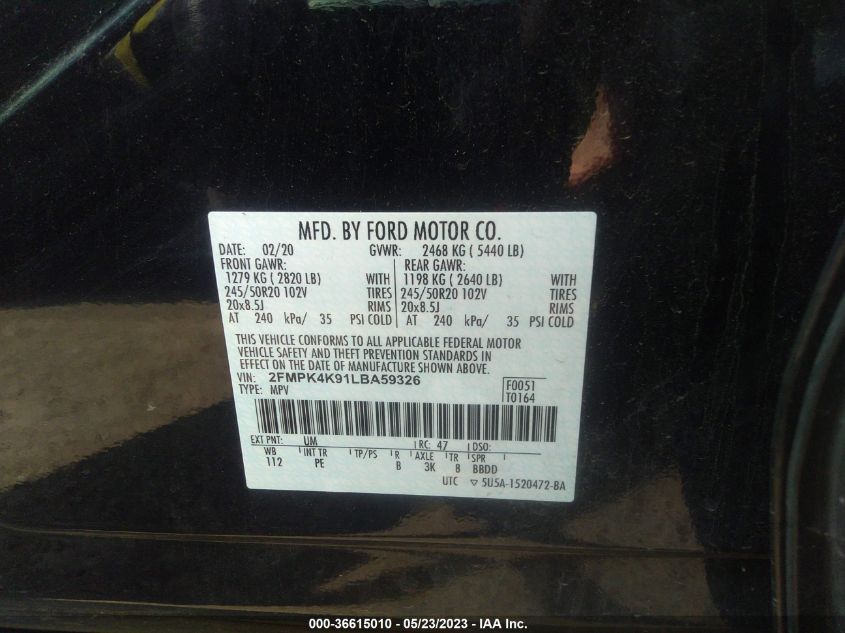 MFD. BY FORD MOTOR CO.
DATE: 02/20 GVWR: 2468 KG ( 5440 LB)
FRONT GAWR: REAR GAWR:
1279 KG ( 2820 LB) WITH 1198 KG ( 2640 LB) WITH
245/50R20 102V TIRES 245/50R20 102V TIRES
20x8.5J RIMS 20x8.5J RIMS
AT 240 kPa/ 35 PSI COLD AT 240 kPa/ 35 PSI COLD
THIS VEHICLE CONFORMS TO ALL APPLICABLE FEDERAL MOTOR
VEHICLE SAFETY AND THEFT PREVENTION STANDARDS IN
EFFECT ON THE DATE OF MANUFACTURE SHOWN ABOVE.
VIN: 2FMPK4K91LBA59326 F0051
TYPE: MPV T0164
EXT PNT: UM RC: 47 DSO:
WB INT TR TP/PS R AXLE TR SPR
112 PE B 3K 8 BBDD
UTC ▽ 5U5A-1520472-BA
000-36615010 - 05/23/2023 - IAA Inc.